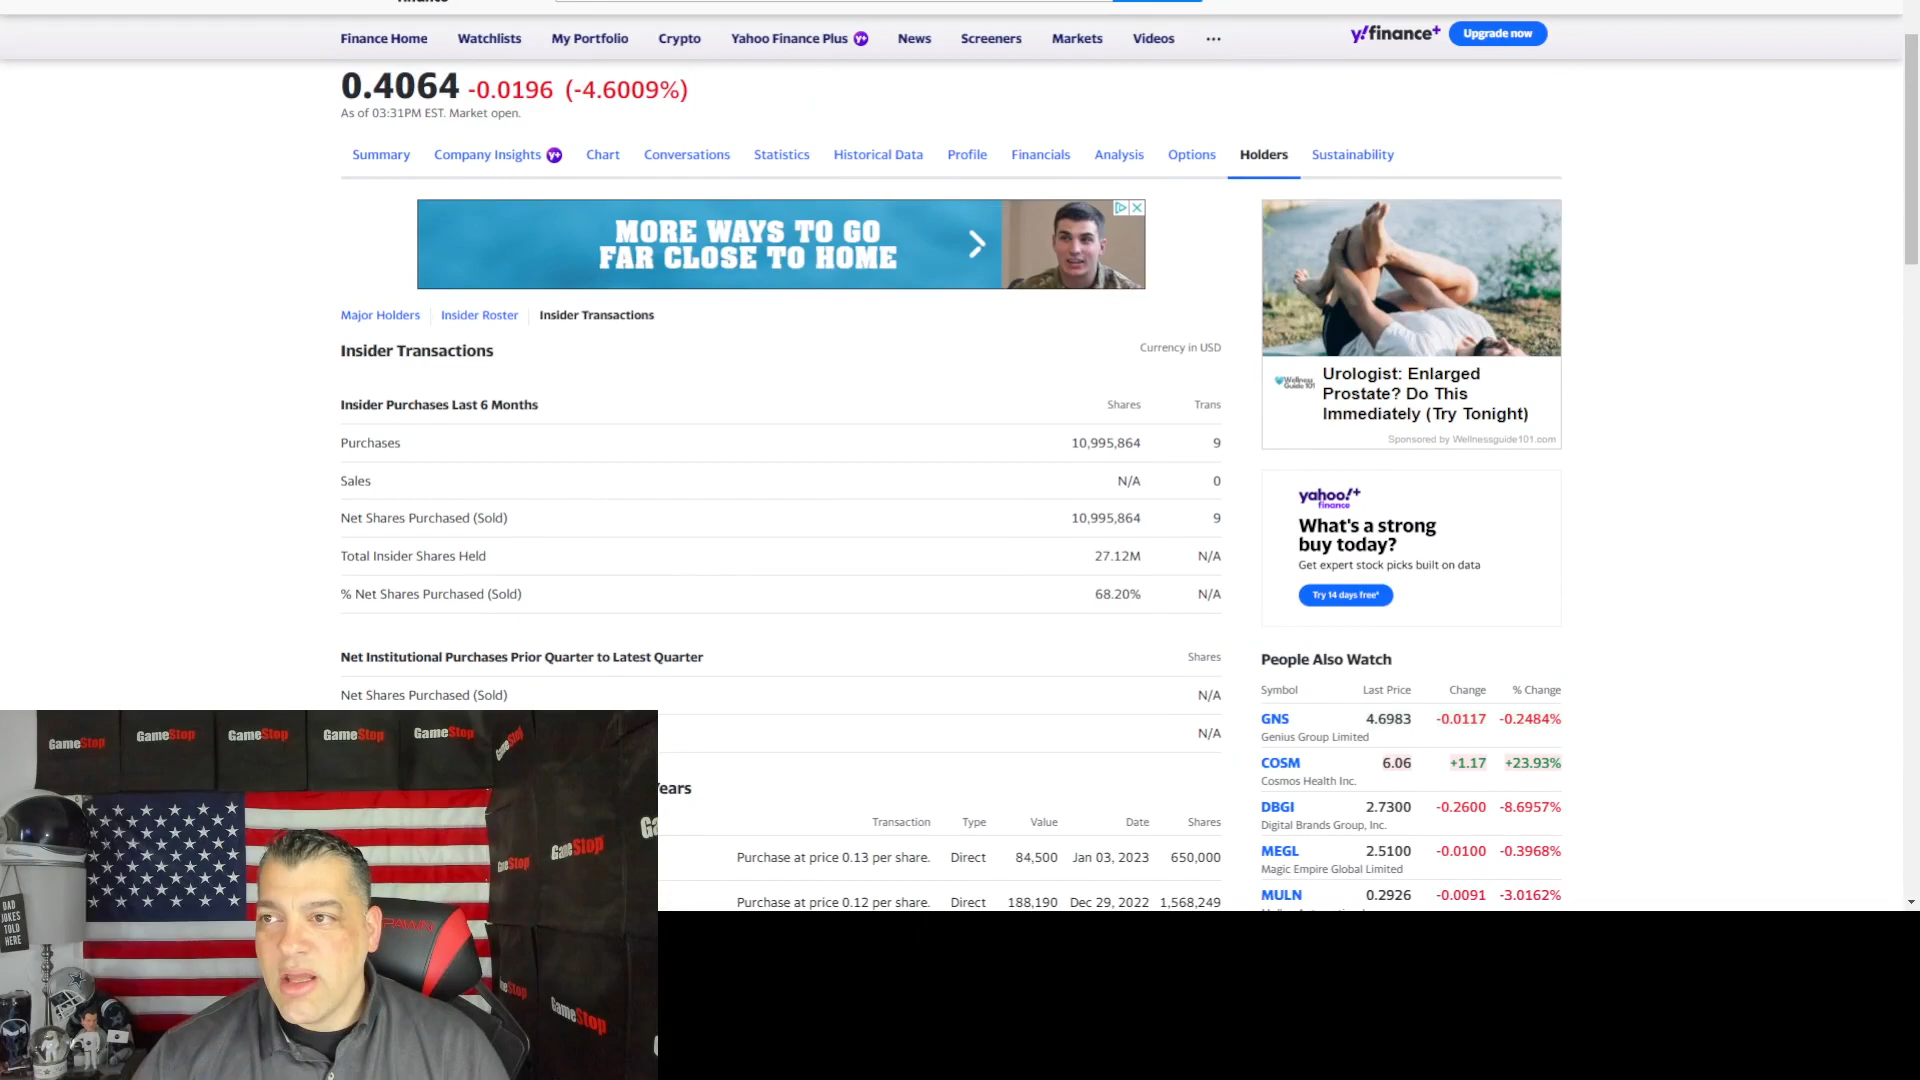 Finance Home Watchlists My Portfolio Crypto Yahoo Finance Plus y+ News Screeners Markets Videos ...
y!finance+ Upgrade now
0.4064 -0.0196 (-4.6009%)
As of 03:31PM EST. Market open.
Summary Company Insights y+ Chart Conversations Statistics Historical Data Profile Financials Analysis Options Holders Sustainability
MORE WAYS TO GO
FAR CLOSE TO HOME
Major Holders Insider Roster Insider Transactions
Insider Transactions Currency in USD
Insider Purchases Last 6 Months Shares Trans
Purchases 10,995,864 9
Sales N/A 0
Net Shares Purchased (Sold) 10,995,864 9
Total Insider Shares Held 27.12M N/A
% Net Shares Purchased (Sold) 68.20% N/A
Net Institutional Purchases Prior Quarter to Latest Quarter Shares
Net Shares Purchased (Sold) N/A
N/A
Transaction Type Value Date Shares
Purchase at price 0.13 per share. Direct 84,500 Jan 03, 2023 650,000
Purchase at price 0.12 per share. Direct 188,190 Dec 29, 2022 1,568,249
Wellness
Guide 101
Urologist: Enlarged
Prostate? Do This
Immediately (Try Tonight)
Sponsored by Wellnessguide101.com
yahoo!+
finance
What's a strong
buy today?
Get expert stock picks built on data
Try 14 days free*
People Also Watch
Symbol Last Price Change % Change
GNS 4.6983 -0.0117 -0.2484%
Genius Group Limited
COSM 6.06 +1.17 +23.93%
Cosmos Health Inc.
DBGI 2.7300 -0.2600 -8.6957%
Digital Brands Group, Inc.
MEGL 2.5100 -0.0100 -0.3968%
Magic Empire Global Limited
MULN 0.2926 -0.0091 -3.0162%
GameStop GameStop GameStop GameStop GameStop GameStop
GameStop GameStop
GameStop
GameStop
DAD
JOKES
TOLD
HERE